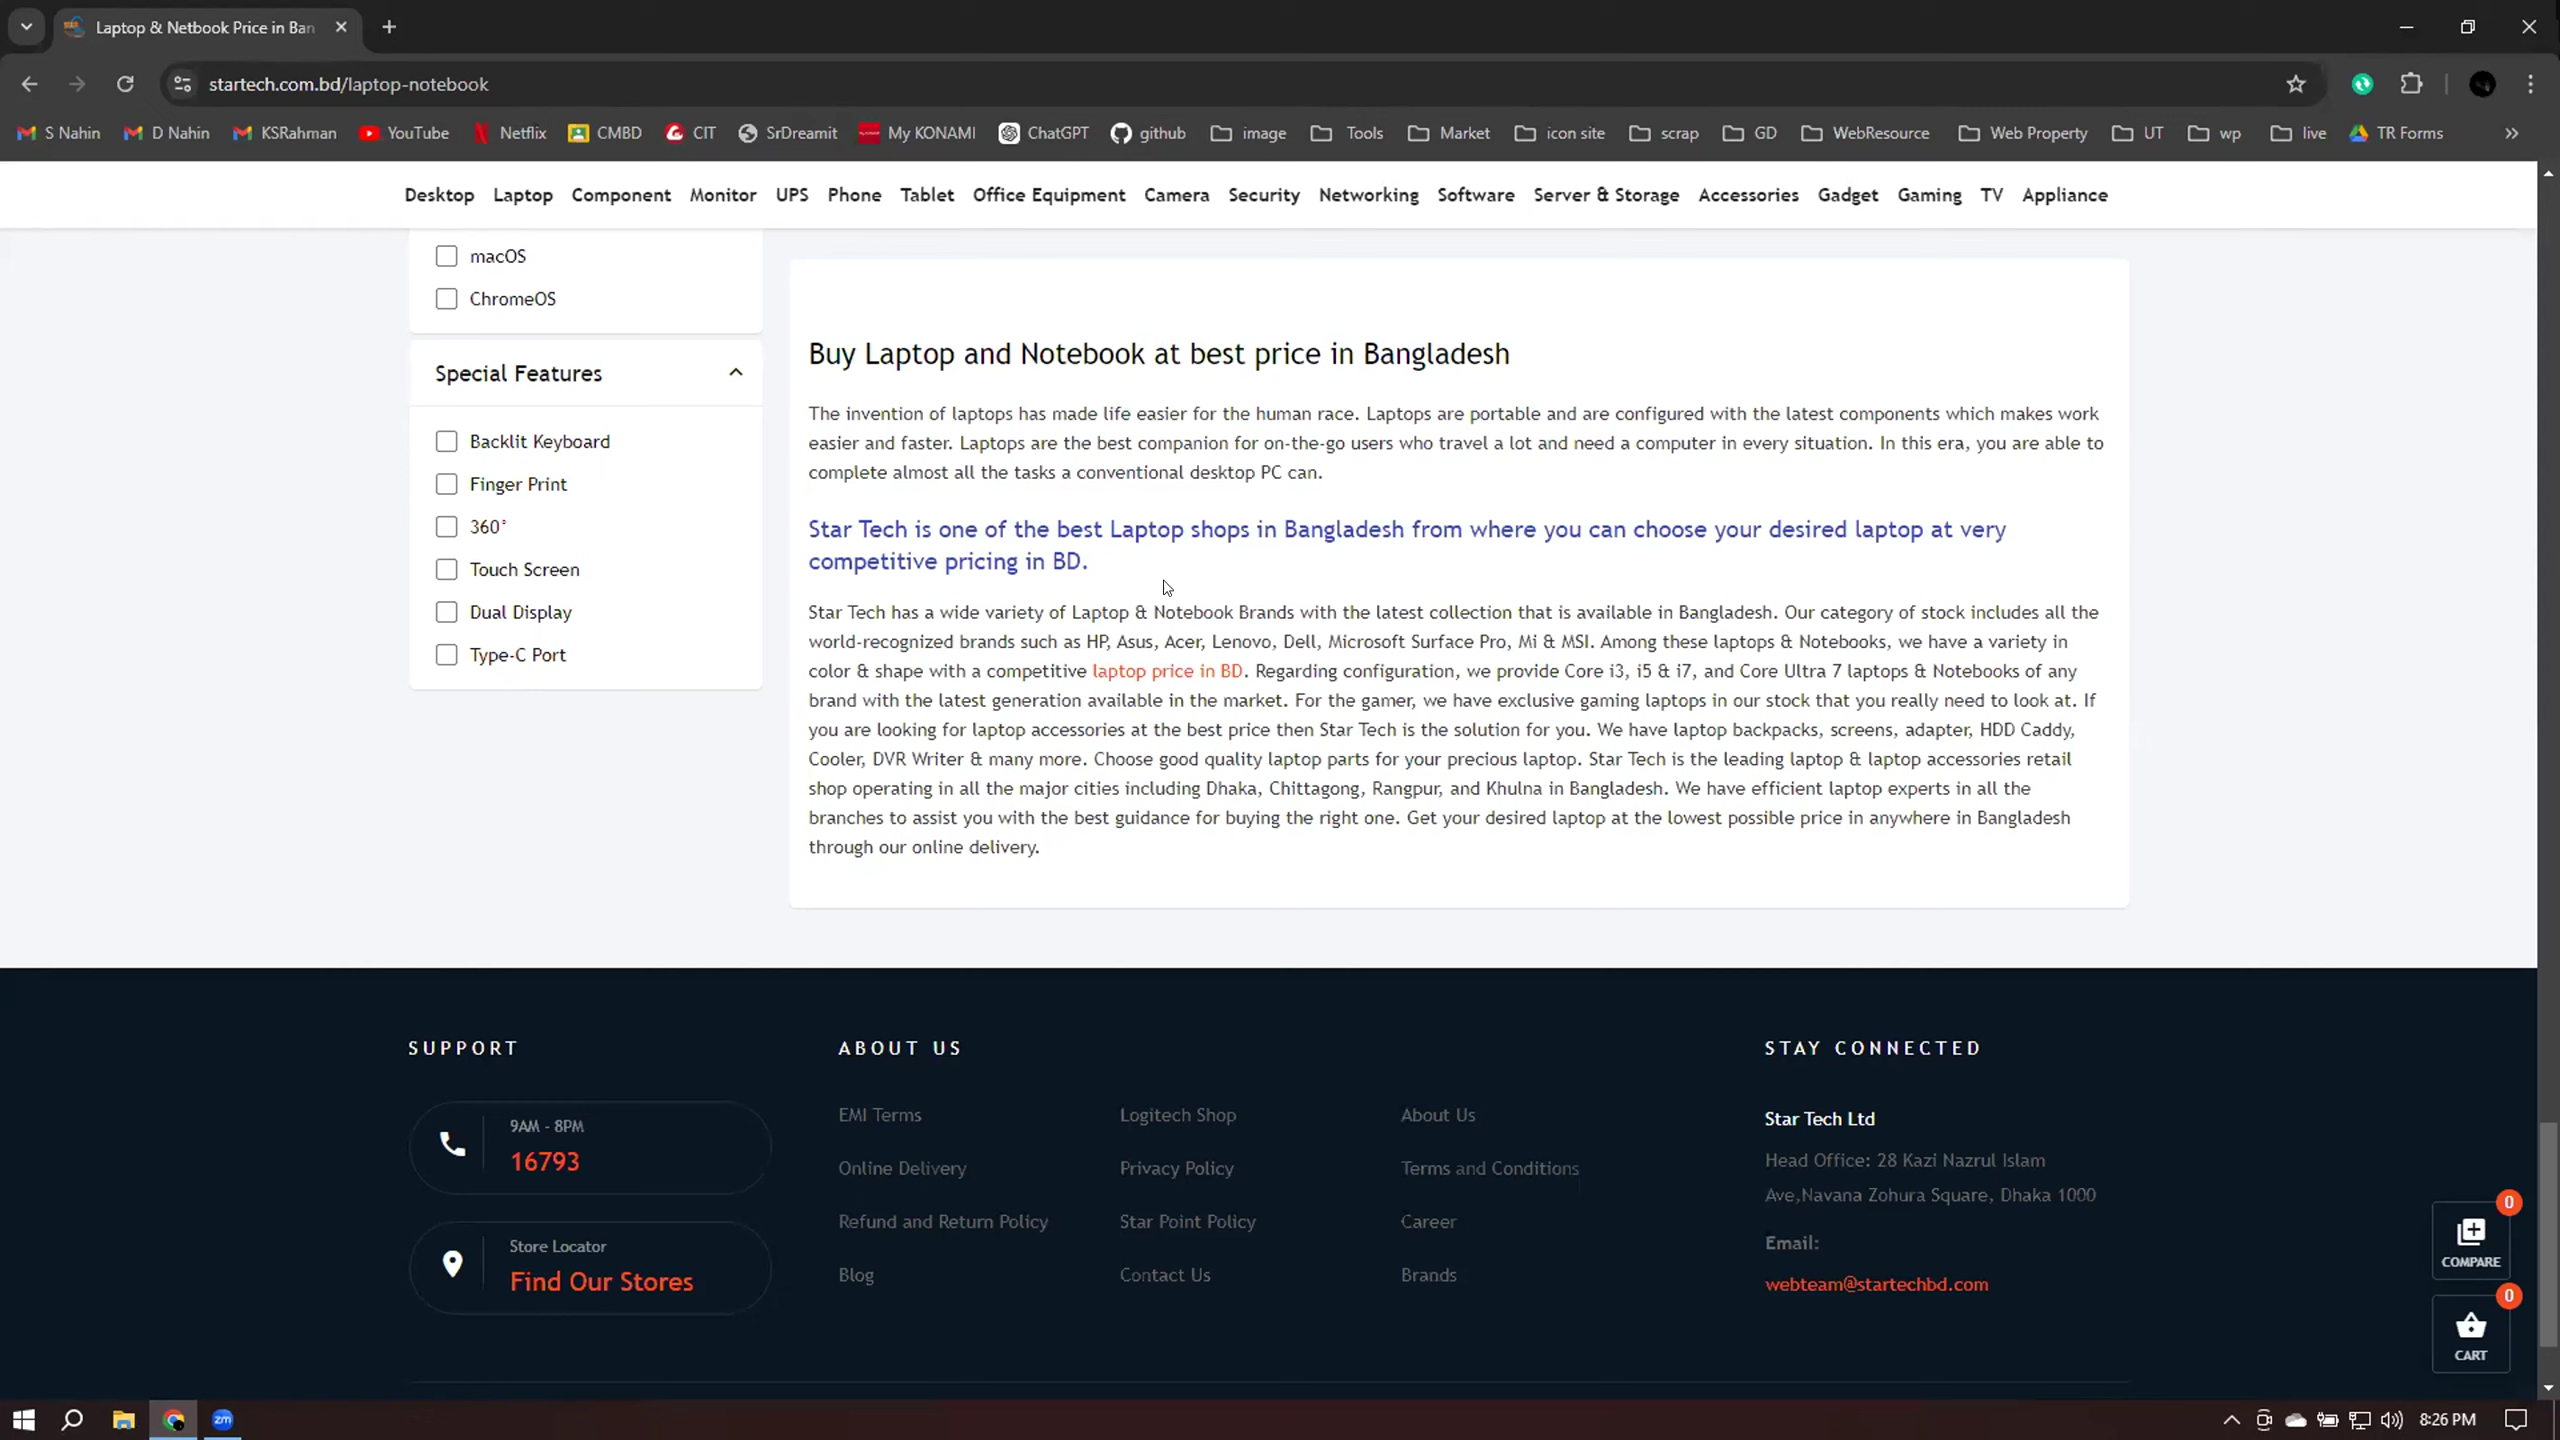 Laptop & Netbook Price in Ban
startech.com.bd/laptop-notebook
S Nahin D Nahin KSRahman YouTube Netflix CMBD CIT SrDreamit My KONAMI ChatGPT github image Tools Market icon site scrap GD WebResource Web Property UT wp live TR Forms
Desktop Laptop Component Monitor UPS Phone Tablet Office Equipment Camera Security Networking Software Server & Storage Accessories Gadget Gaming TV Appliance
macOS
ChromeOS
Special Features
Backlit Keyboard
Finger Print
360°
Touch Screen
Dual Display
Type-C Port
Buy Laptop and Notebook at best price in Bangladesh
The invention of laptops has made life easier for the human race. Laptops are portable and are configured with the latest components which makes work
easier and faster. Laptops are the best companion for on-the-go users who travel a lot and need a computer in every situation. In this era, you are able to
complete almost all the tasks a conventional desktop PC can.
Star Tech is one of the best Laptop shops in Bangladesh from where you can choose your desired laptop at very
competitive pricing in BD.
Star Tech has a wide variety of Laptop & Notebook Brands with the latest collection that is available in Bangladesh. Our category of stock includes all the
world-recognized brands such as HP, Asus, Acer, Lenovo, Dell, Microsoft Surface Pro, Mi & MSI. Among these laptops & Notebooks, we have a variety in
color & shape with a competitive laptop price in BD. Regarding configuration, we provide Core i3, i5 & i7, and Core Ultra 7 laptops & Notebooks of any
brand with the latest generation available in the market. For the gamer, we have exclusive gaming laptops in our stock that you really need to look at. If
you are looking for laptop accessories at the best price then Star Tech is the solution for you. We have laptop backpacks, screens, adapter, HDD Caddy,
Cooler, DVR Writer & many more. Choose good quality laptop parts for your precious laptop. Star Tech is the leading laptop & laptop accessories retail
shop operating in all the major cities including Dhaka, Chittagong, Rangpur, and Khulna in Bangladesh. We have efficient laptop experts in all the
branches to assist you with the best guidance for buying the right one. Get your desired laptop at the lowest possible price in anywhere in Bangladesh
through our online delivery.
SUPPORT
9AM - 8PM
16793
Store Locator
Find Our Stores
ABOUT US
EMI Terms Logitech Shop About Us
Online Delivery Privacy Policy Terms and Conditions
Refund and Return Policy Star Point Policy Career
Blog Contact Us Brands
STAY CONNECTED
Star Tech Ltd
Head Office: 28 Kazi Nazrul Islam
Ave,Navana Zohura Square, Dhaka 1000
Email:
webteam@startechbd.com
0
COMPARE
0
CART
zm
8:26 PM